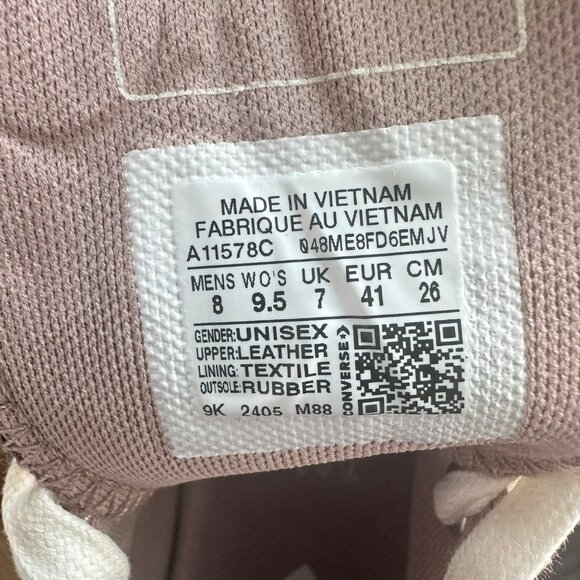 MADE IN VIETNAM
FABRIQUE AU VIETNAM
A11578C Q48ME8FD6EMJV
MENS WO'S UK EUR CM
8 9.5 7 41 26
GENDER:UNISEX
UPPER:LEATHER
LINING:TEXTILE
OUTSOLE:RUBBER
9K 2405 M88
CONVERSE